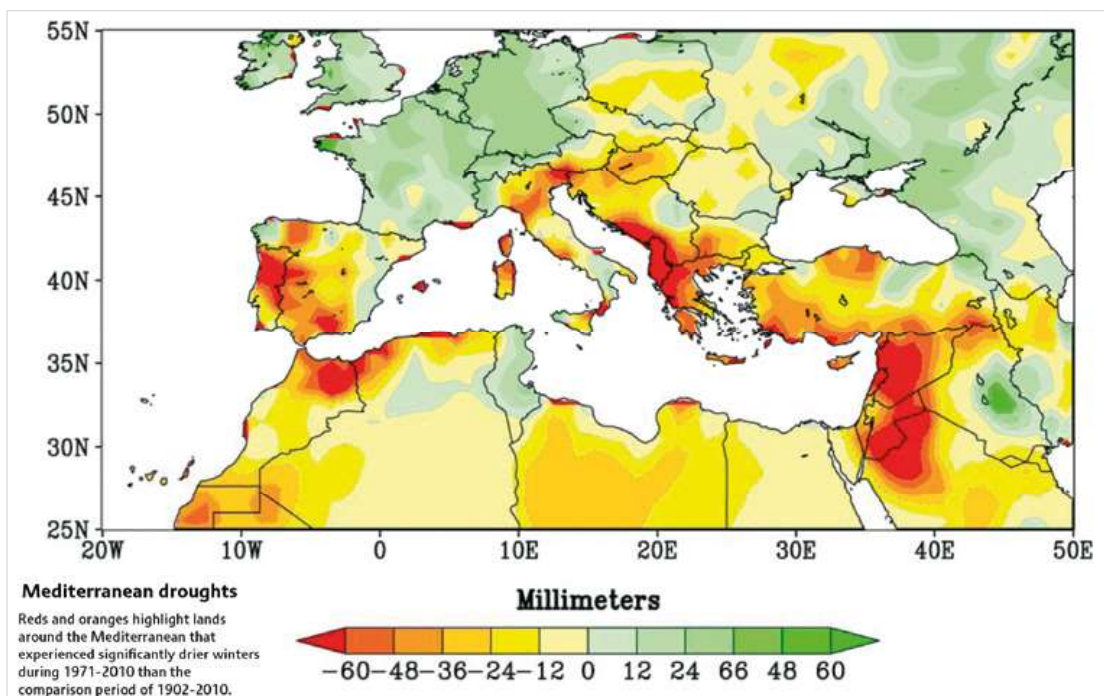 55N
50N
45N
40N
35N
30N
25N
20W 10W 0 10E 20E 30E 40E 50E
Mediterranean droughts
Reds and oranges highlight lands
around the Mediterranean that
experienced significantly drier winters
during 1971-2010 than the
comparison period of 1902-2010.
Millimeters
-60 -48 -36 -24 -12 0 12 24 66 48 60